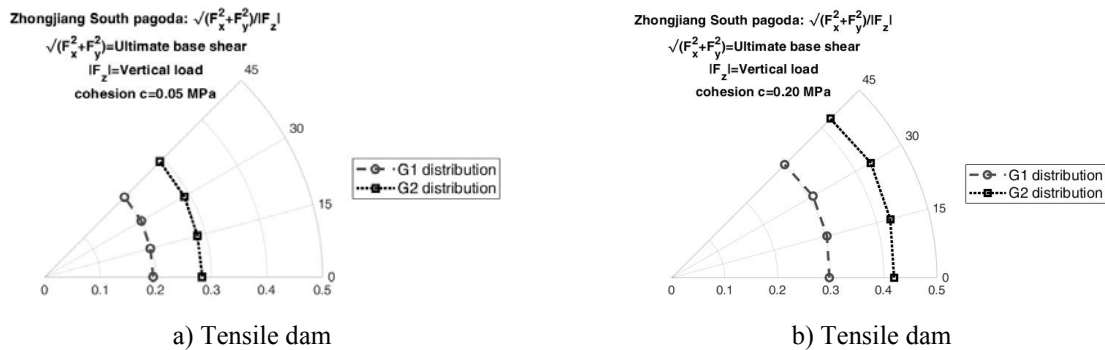 Zhongjiang South pagoda: √(F²x+F²y)/|Fz|
√(F²x+F²y)=Ultimate base shear
|Fz|=Vertical load
cohesion c=0.05 MPa
45
30
15
0
0 0.1 0.2 0.3 0.4 0.5
G1 distribution
G2 distribution
a) Tensile dam
Zhongjiang South pagoda: √(F²x+F²y)/|Fz|
√(F²x+F²y)=Ultimate base shear
|Fz|=Vertical load
cohesion c=0.20 MPa
45
30
15
0
0 0.1 0.2 0.3 0.4 0.5
G1 distribution
G2 distribution
b) Tensile dam